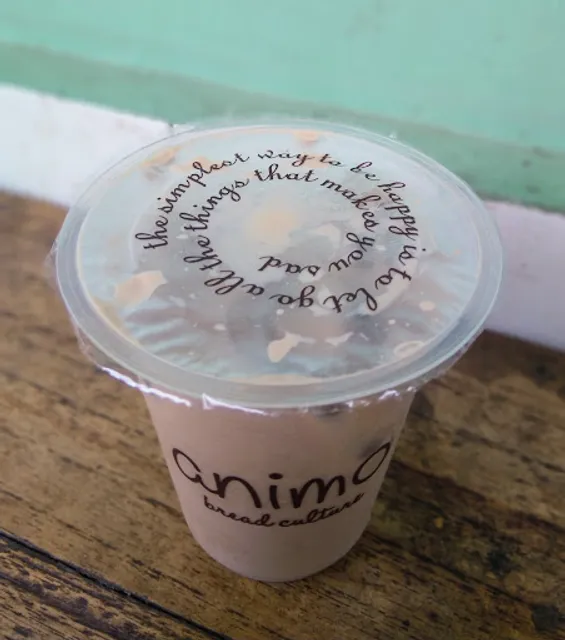 the simplest way to be happy is to let go all the things that makes you sad
animo
bread culture